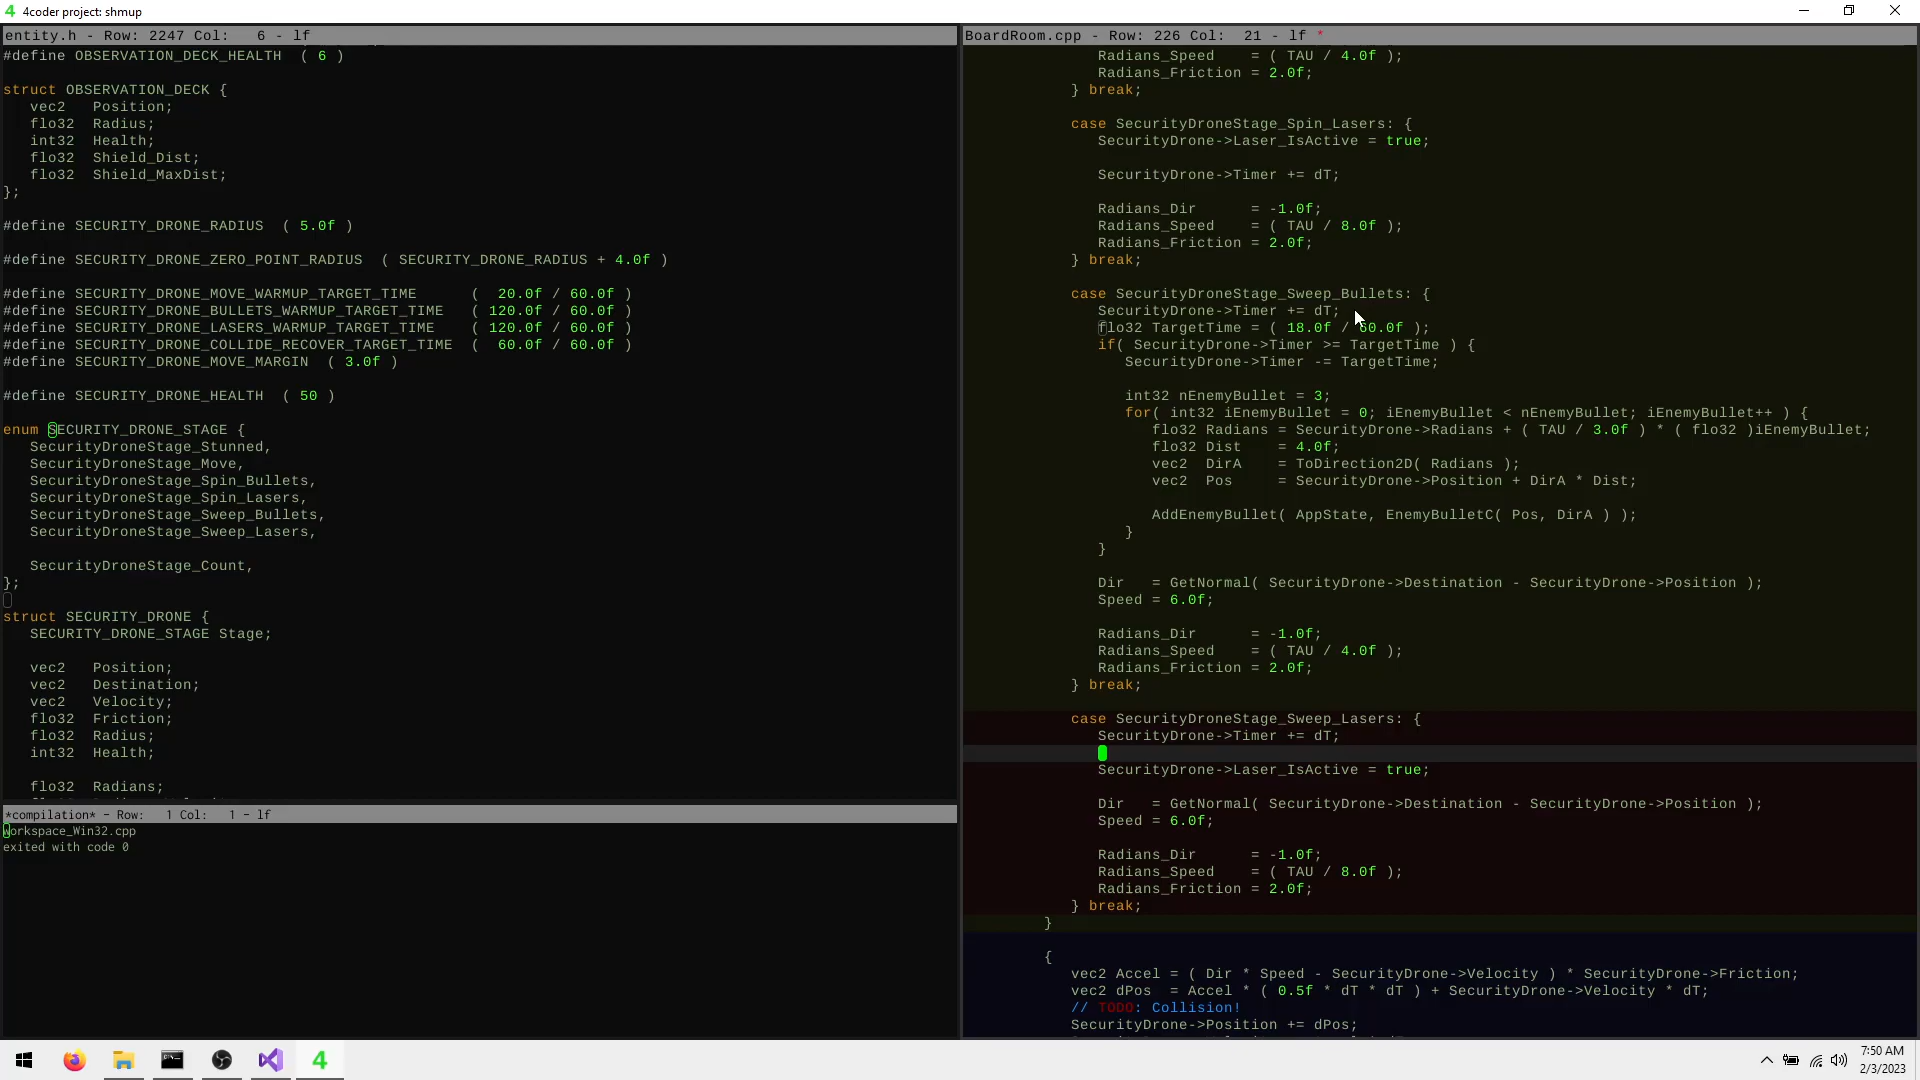 4 4coder project: shmup
entity.h - Row: 2247 Col:   6 - lf
#define OBSERVATION_DECK_HEALTH  ( 6 )
struct OBSERVATION_DECK {
   vec2   Position;
   flo32  Radius;
   int32  Health;
   flo32  Shield_Dist;
   flo32  Shield_MaxDist;
};
#define SECURITY_DRONE_RADIUS  ( 5.0f )
#define SECURITY_DRONE_ZERO_POINT_RADIUS  ( SECURITY_DRONE_RADIUS + 4.0f )
#define SECURITY_DRONE_MOVE_WARMUP_TARGET_TIME      (  20.0f / 60.0f )
#define SECURITY_DRONE_BULLETS_WARMUP_TARGET_TIME   ( 120.0f / 60.0f )
#define SECURITY_DRONE_LASERS_WARMUP_TARGET_TIME    ( 120.0f / 60.0f )
#define SECURITY_DRONE_COLLIDE_RECOVER_TARGET_TIME  (  60.0f / 60.0f )
#define SECURITY_DRONE_MOVE_MARGIN  ( 3.0f )
#define SECURITY_DRONE_HEALTH  ( 50 )
enum SECURITY_DRONE_STAGE {
   SecurityDroneStage_Stunned,
   SecurityDroneStage_Move,
   SecurityDroneStage_Spin_Bullets,
   SecurityDroneStage_Spin_Lasers,
   SecurityDroneStage_Sweep_Bullets,
   SecurityDroneStage_Sweep_Lasers,
   SecurityDroneStage_Count,
};
struct SECURITY_DRONE {
   SECURITY_DRONE_STAGE Stage;
   vec2   Position;
   vec2   Destination;
   vec2   Velocity;
   flo32  Friction;
   flo32  Radius;
   int32  Health;
   flo32  Radians;
*compilation* - Row:   1 Col:   1 - lf
workspace_Win32.cpp
exited with code 0
BoardRoom.cpp - Row: 226 Col:  21 - lf *
Radians_Speed    = ( TAU / 4.0f );
Radians_Friction = 2.0f;
} break;
case SecurityDroneStage_Spin_Lasers: {
   SecurityDrone->Laser_IsActive = true;
   SecurityDrone->Timer += dT;
   Radians_Dir      = -1.0f;
   Radians_Speed    = ( TAU / 8.0f );
   Radians_Friction = 2.0f;
} break;
case SecurityDroneStage_Sweep_Bullets: {
   SecurityDrone->Timer += dT;
   flo32 TargetTime = ( 18.0f / 60.0f );
   if( SecurityDrone->Timer >= TargetTime ) {
      SecurityDrone->Timer -= TargetTime;
      int32 nEnemyBullet = 3;
      for( int32 iEnemyBullet = 0; iEnemyBullet < nEnemyBullet; iEnemyBullet++ ) {
         flo32 Radians = SecurityDrone->Radians + ( TAU / 3.0f ) * ( flo32 )iEnemyBullet;
         flo32 Dist    = 4.0f;
         vec2  DirA    = ToDirection2D( Radians );
         vec2  Pos     = SecurityDrone->Position + DirA * Dist;
         AddEnemyBullet( AppState, EnemyBulletC( Pos, DirA ) );
      }
   }
   Dir   = GetNormal( SecurityDrone->Destination - SecurityDrone->Position );
   Speed = 6.0f;
   Radians_Dir      = -1.0f;
   Radians_Speed    = ( TAU / 4.0f );
   Radians_Friction = 2.0f;
} break;
case SecurityDroneStage_Sweep_Lasers: {
   SecurityDrone->Timer += dT;
   SecurityDrone->Laser_IsActive = true;
   Dir   = GetNormal( SecurityDrone->Destination - SecurityDrone->Position );
   Speed = 6.0f;
   Radians_Dir      = -1.0f;
   Radians_Speed    = ( TAU / 8.0f );
   Radians_Friction = 2.0f;
} break;
}
{
   vec2 Accel = ( Dir * Speed - SecurityDrone->Velocity ) * SecurityDrone->Friction;
   vec2 dPos  = Accel * ( 0.5f * dT * dT ) + SecurityDrone->Velocity * dT;
   // TODO: Collision!
   SecurityDrone->Position += dPos;
4
7:50 AM
2/3/2023